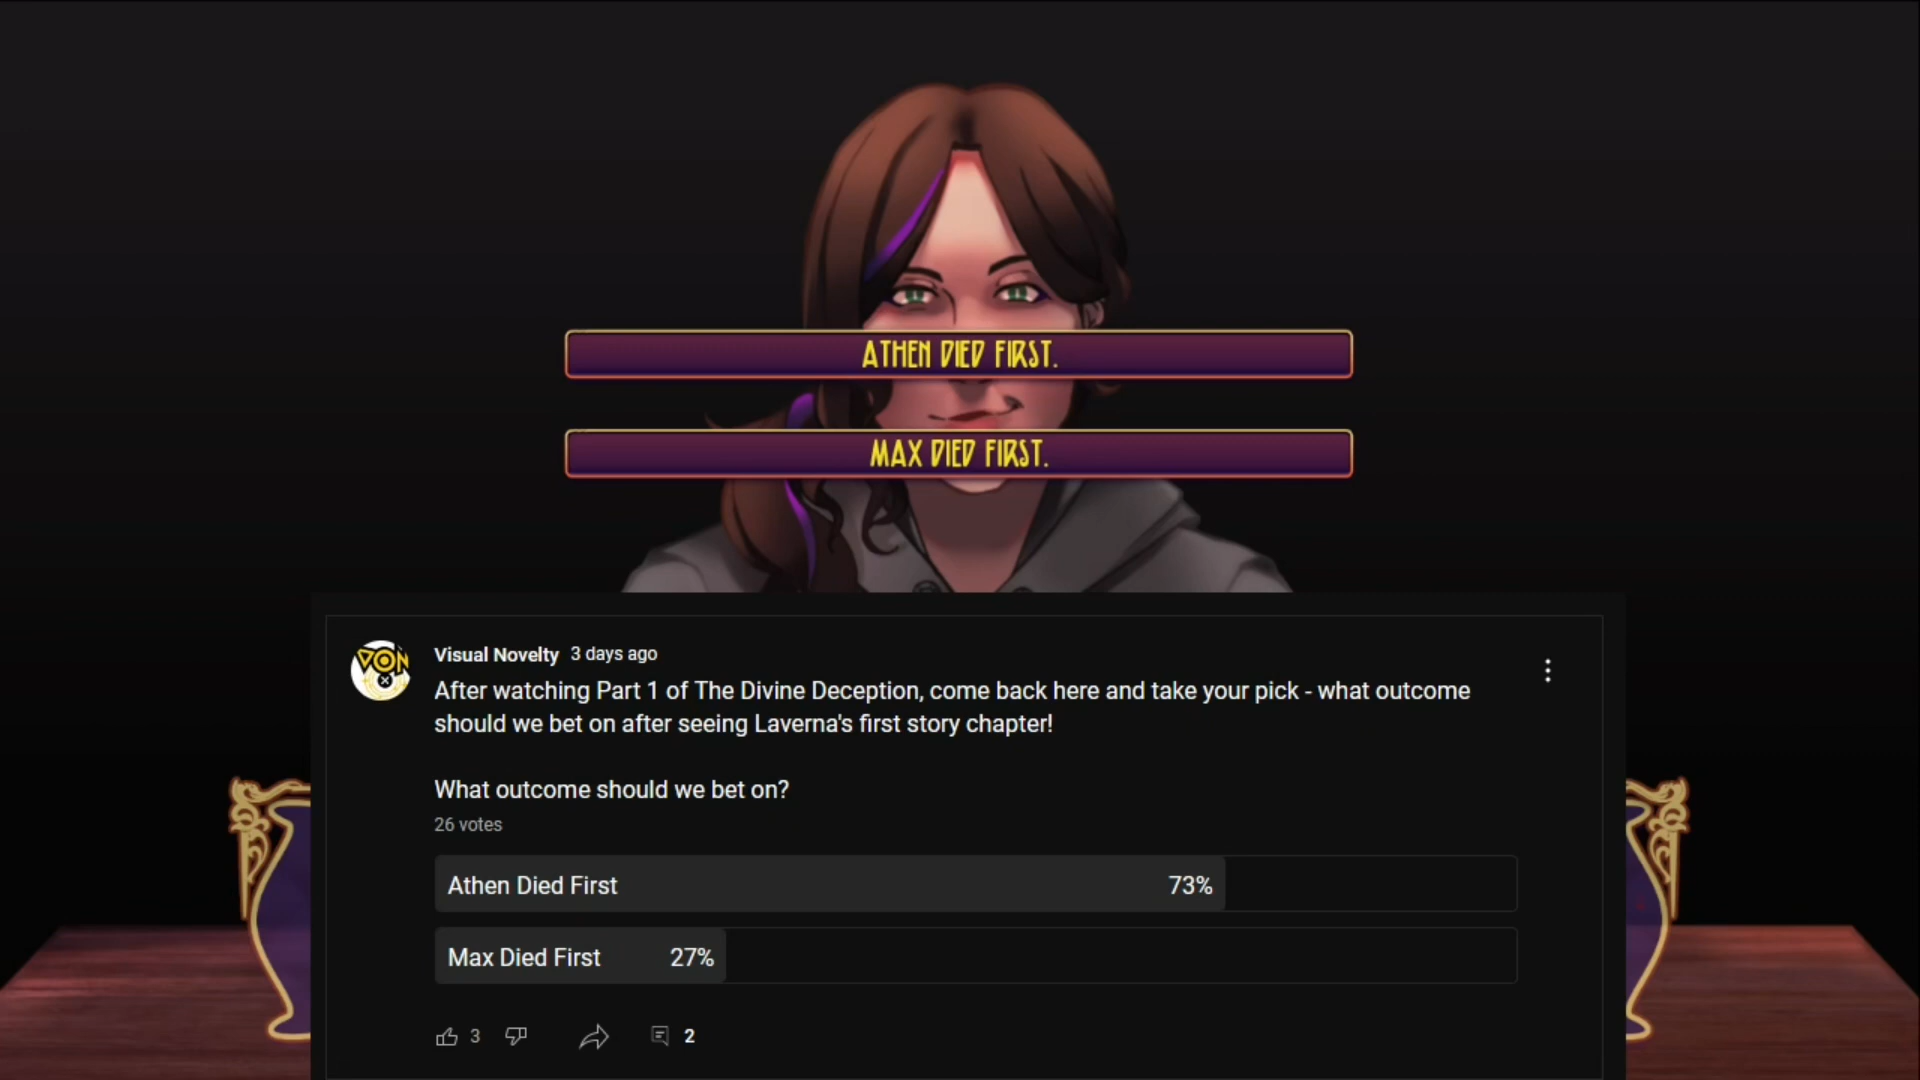 ATHEN DIED FIRST.
MAX DIED FIRST.
VON
Visual Novelty 3 days ago
After watching Part 1 of The Divine Deception, come back here and take your pick - what outcome
should we bet on after seeing Laverna's first story chapter!
What outcome should we bet on?
26 votes
Athen Died First 73%
Max Died First 27%
3 2